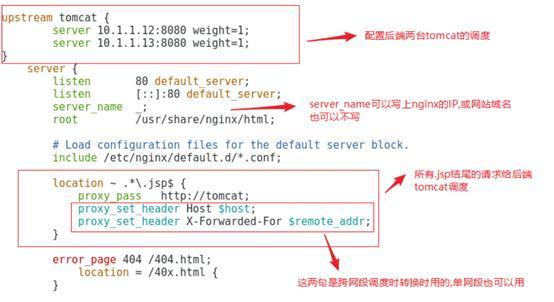 upstream tomcat {
server 10.1.1.12:8080 weight=1;
server 10.1.1.13:8080 weight=1;
}
配置后端两台tomcat的调度
server {
listen 80 default_server;
listen [::]:80 default_server;
server_name _;
root /usr/share/nginx/html;
server_name可以写上nginx的IP,或网站域名
也可以不写
# Load configuration files for the default server block.
include /etc/nginx/default.d/*.conf;
所有.jsp结尾的请求给后端
tomcat调度
location ~ .*\.jsp$ {
proxy_pass http://tomcat;
proxy_set_header Host $host;
proxy_set_header X-Forwarded-For $remote_addr;
}
这两句是跨网段调度时转换时用的,单网段也可以用
error_page 404 /404.html;
location = /40x.html {
}